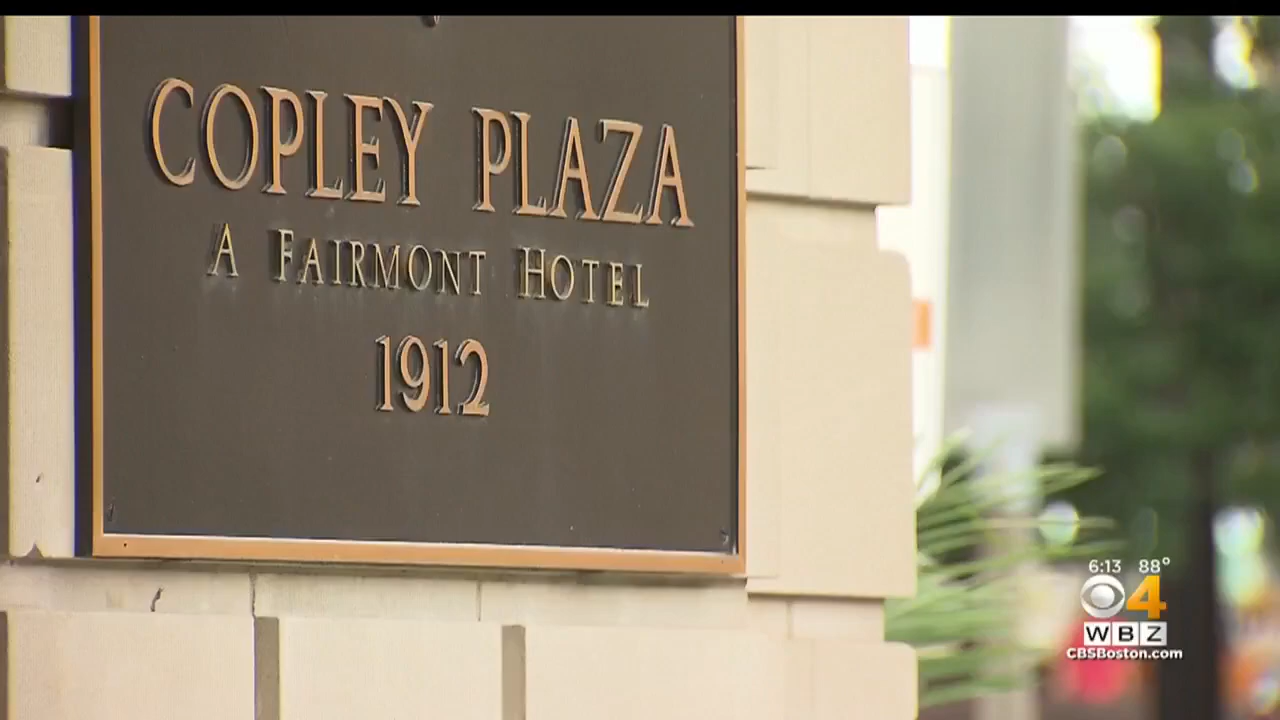 COPLEY PLAZA
A FAIRMONT HOTEL
1912
6:13 88°
4
WBZ
CBSBoston.com